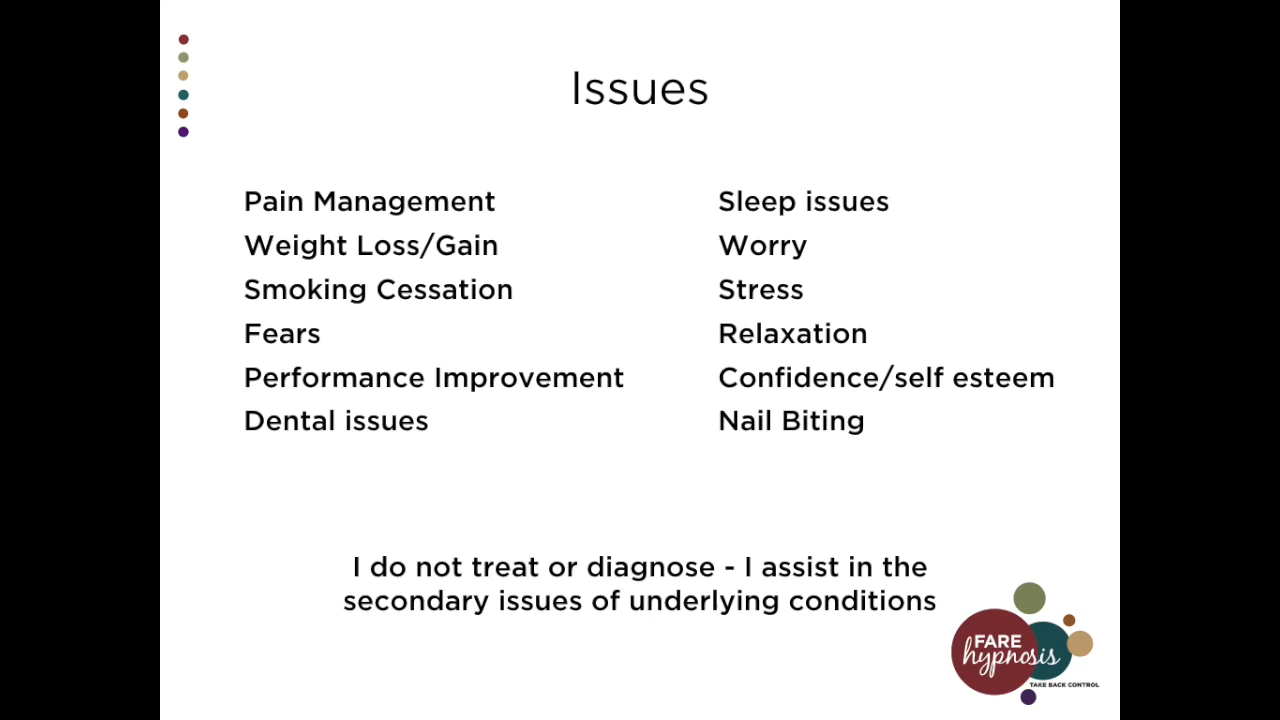 Issues
Pain Management
Weight Loss/Gain
Smoking Cessation
Fears
Performance Improvement
Dental issues
Sleep issues
Worry
Stress
Relaxation
Confidence/self esteem
Nail Biting
I do not treat or diagnose - I assist in the
secondary issues of underlying conditions
FARE
hypnosis
TAKE BACK CONTROL